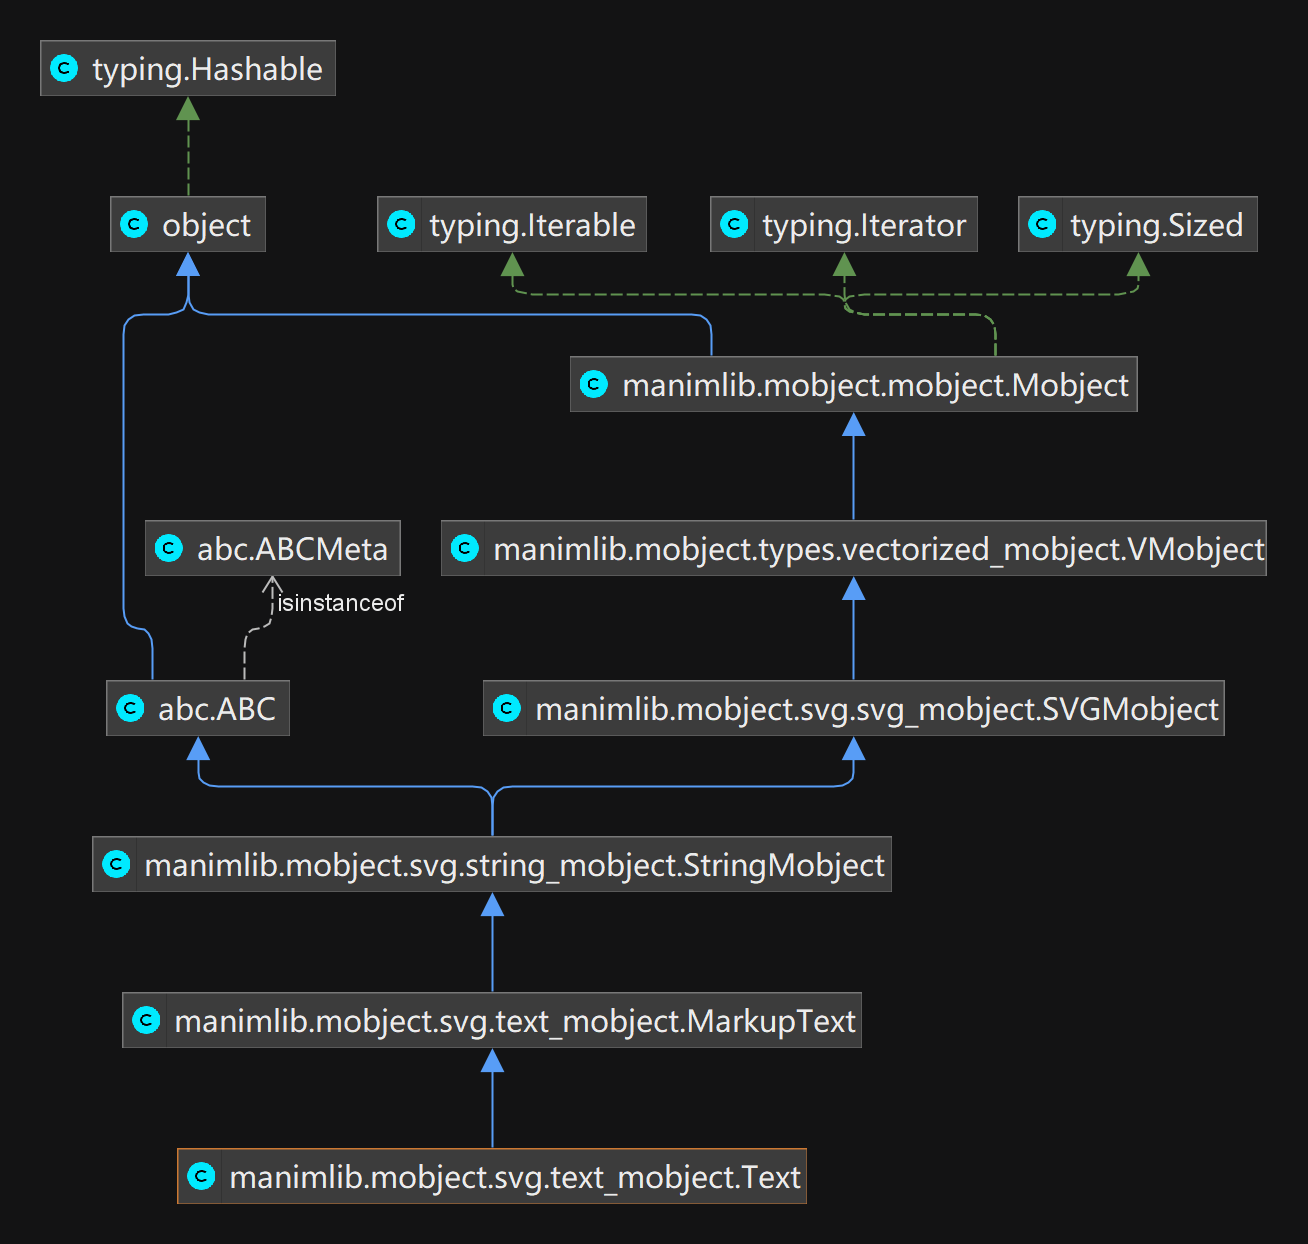 C typing.Hashable
C object
C typing.Iterable
C typing.Iterator
C typing.Sized
C manimlib.mobject.mobject.Mobject
C abc.ABCMeta
C manimlib.mobject.types.vectorized_mobject.VMobject
isinstanceof
C abc.ABC
C manimlib.mobject.svg.svg_mobject.SVGMobject
C manimlib.mobject.svg.string_mobject.StringMobject
C manimlib.mobject.svg.text_mobject.MarkupText
C manimlib.mobject.svg.text_mobject.Text